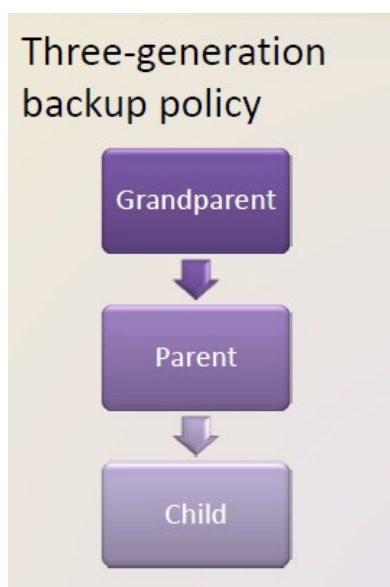 Three-generation
backup policy
Grandparent
Parent
Child